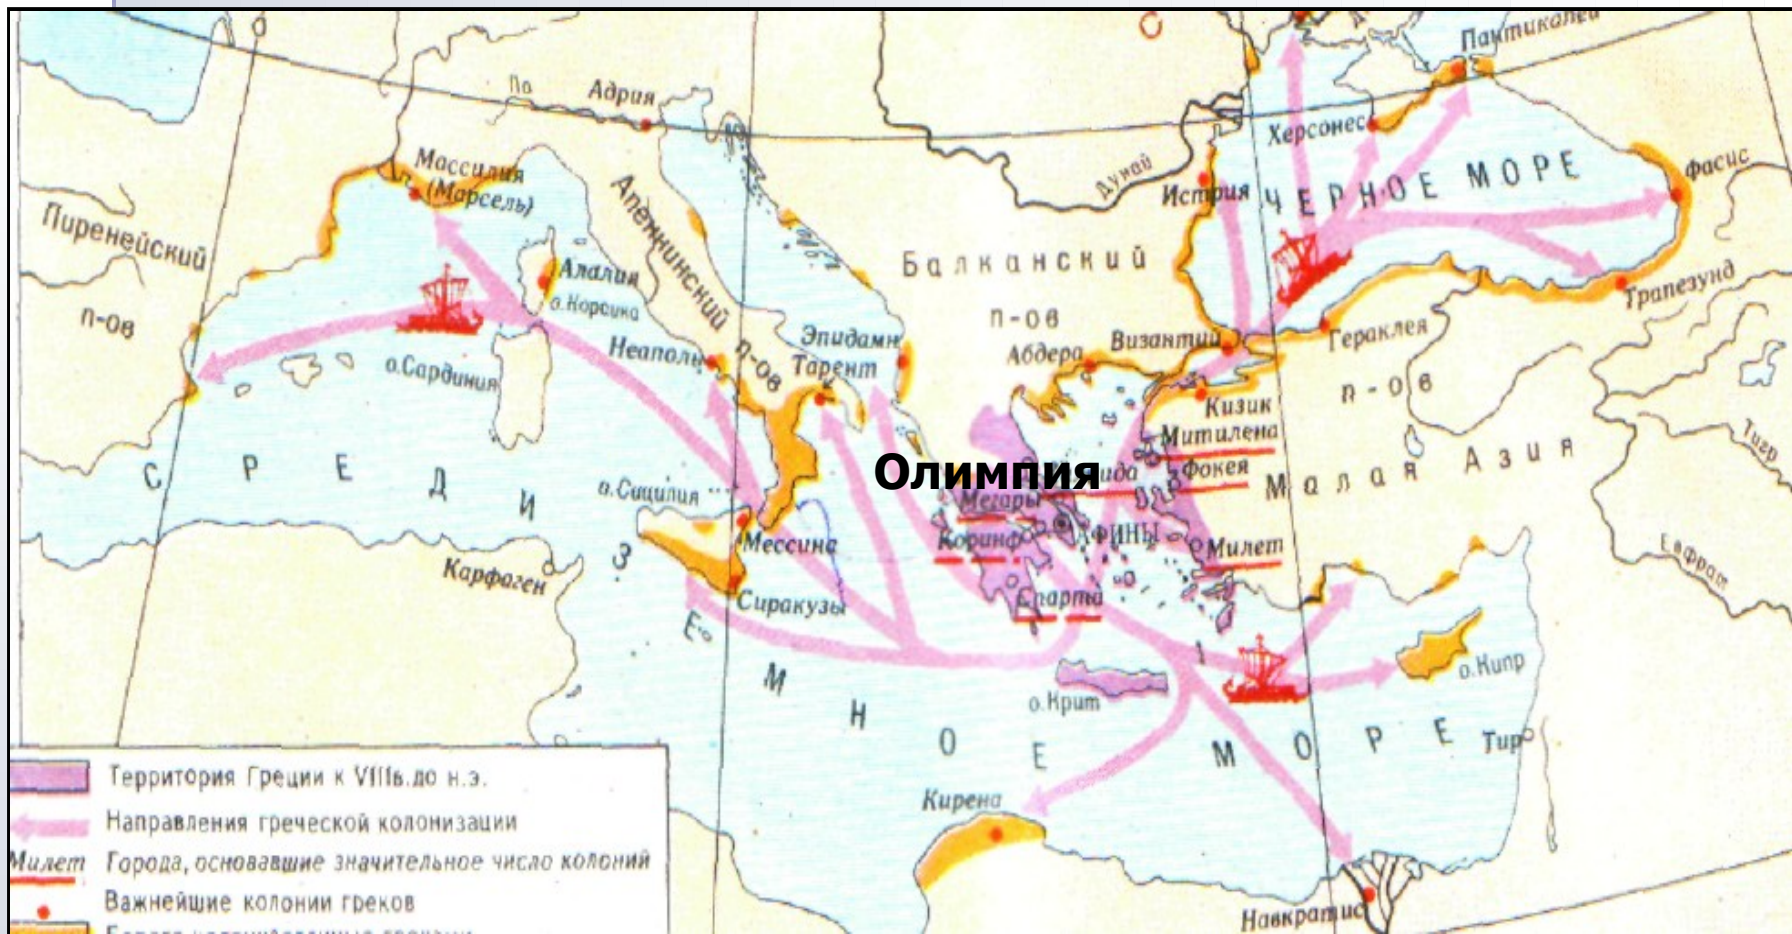 О
С
Пантикапей
По
Адрия
Херсонес
Дунай
Истрия
ЧЕРНОЕ МОРЕ
Фасис
Массилия
(Марсель)
Пиренейский
п-ов
Апеннинский
п-ов
Балканский
п-ов
Алалия
о.Корсика
Трапезунд
Гераклея
Византий
Абдера
Эпидамн
Тарент
Неаполь
о.Сардиния
п-ов
Кизик
Митилена
Фокея
Малая Азия
Тигр
Евфрат
Олимпия
Мегары
Коринф
АФИНЫ
Милет
Спарта
о.Сицилия
Мессина
Сиракузы
Карфаген
СРЕДИЗЕМНОЕ МОРЕ
о.Крит
о.Кипр
Тир
Кирена
Навкратис
Территория Греции к VIIIв.до н.э.
Направления греческой колонизации
Милет Города, основавшие значительное число колоний
Важнейшие колонии греков